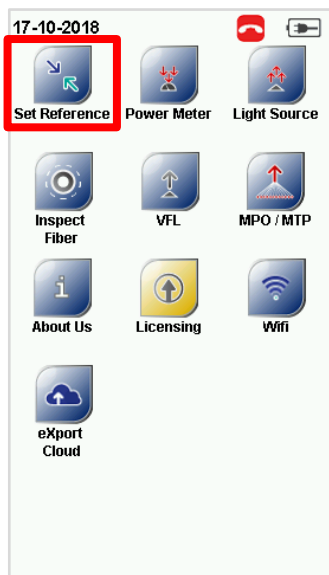 17-10-2018
Set Reference Power Meter Light Source
Inspect Fiber VFL MPO / MTP
About Us Licensing Wifi
eXport
Cloud